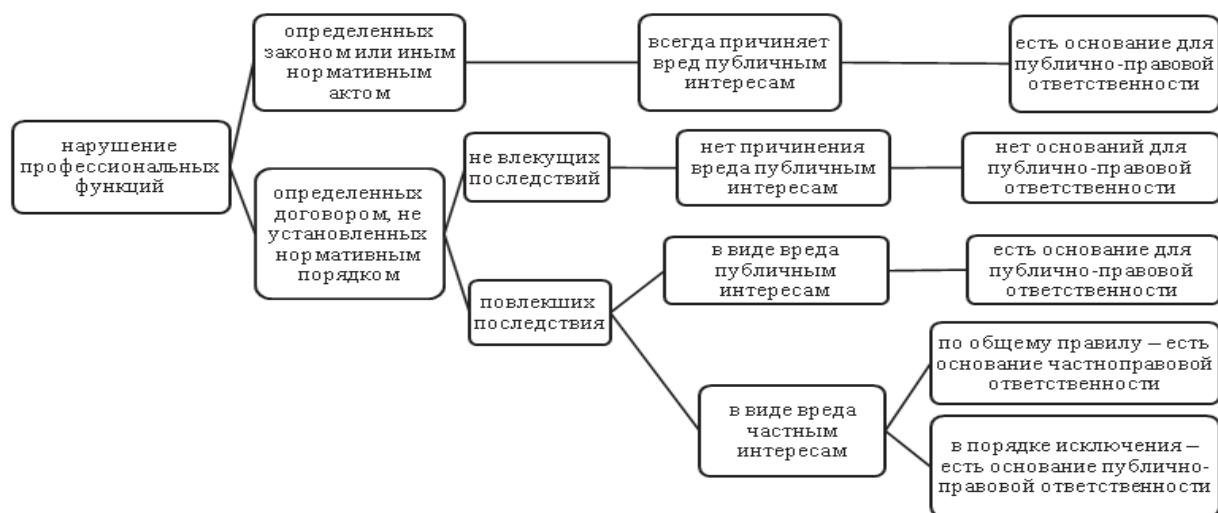 нарушение
профессиональных
функций
определенных
законом или иным
нормативным
актом
всегда причиняет
вред публичным
интересам
есть основание для
публично-правовой
ответственности
определенных
договором, не
установленных
нормативным
порядком
не влекущих
последствий
нет причинения
вреда публичным
интересам
нет оснований для
публично-правовой
ответственности
повлекших
последствия
в виде вреда
публичным
интересам
есть основание для
публично-правовой
ответственности
в виде вреда
частным
интересам
по общему правилу — есть
основание частноправовой
ответственности
в порядке исключения —
есть основание публично-
правовой ответственности